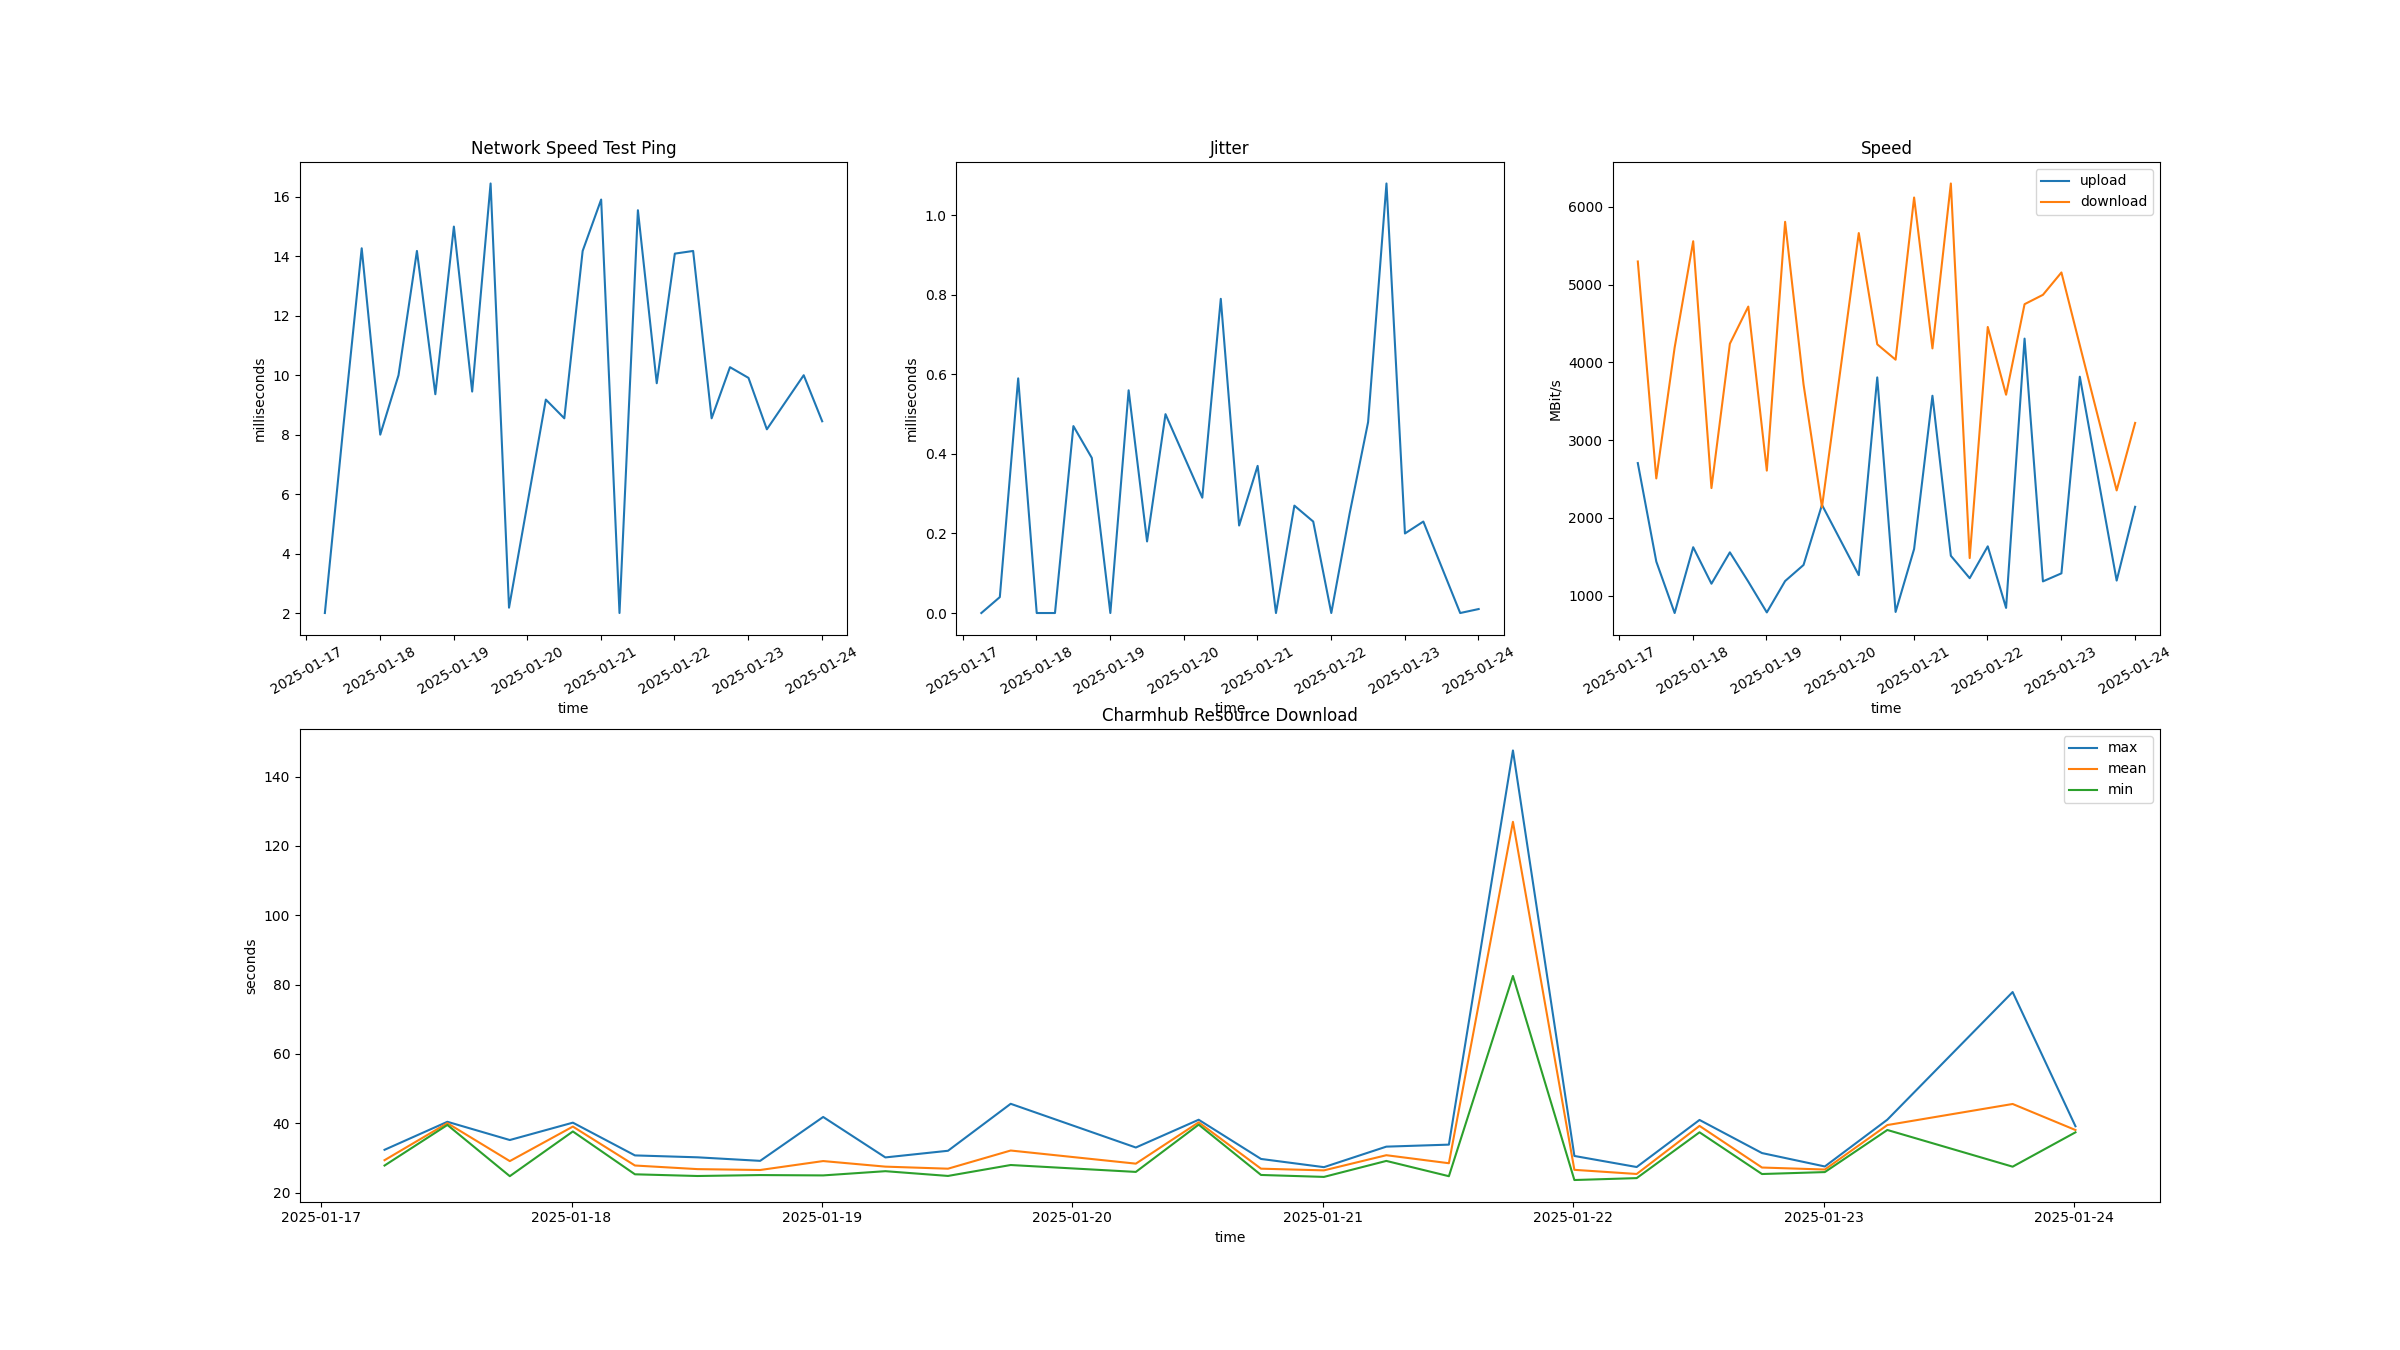 Network Speed Test Ping
milliseconds
16
14
12
10
8
6
4
2
2025-01-17 2025-01-18 2025-01-19 2025-01-20 2025-01-21 2025-01-22 2025-01-23 2025-01-24
time
Jitter
milliseconds
1.0
0.8
0.6
0.4
0.2
0.0
2025-01-17 2025-01-18 2025-01-19 2025-01-20 2025-01-21 2025-01-22 2025-01-23 2025-01-24
time
Speed
upload
download
MBit/s
6000
5000
4000
3000
2000
1000
2025-01-17 2025-01-18 2025-01-19 2025-01-20 2025-01-21 2025-01-22 2025-01-23 2025-01-24
time
Charmhub Resource Download
max
mean
min
seconds
140
120
100
80
60
40
20
2025-01-17 2025-01-18 2025-01-19 2025-01-20 2025-01-21 2025-01-22 2025-01-23 2025-01-24
time